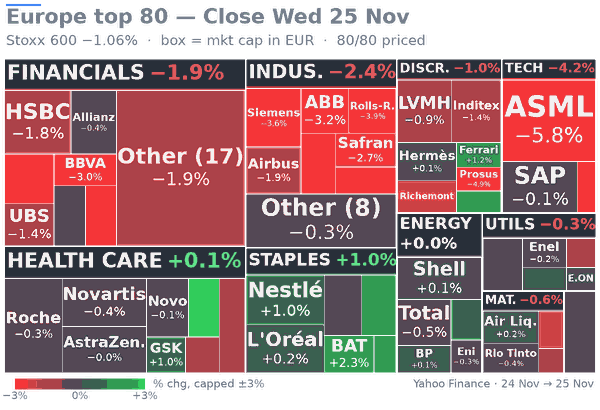 Europe top 80 — Close Wed 25 Nov
Stoxx 600 −1.06%  ·  box = mkt cap in EUR  ·  80/80 priced
FINANCIALS −1.9%
HSBC
−1.8%
Allianz
−0.4%
Other (17)
−1.9%
BBVA
−3.0%
UBS
−1.4%
INDUS. −2.4%
Siemens
−3.6%
ABB
−3.2%
Rolls-R.
−3.9%
Safran
−2.7%
Airbus
−1.9%
Other (8)
−0.3%
DISCR. −1.0%
LVMH
−0.9%
Inditex
−1.4%
Hermès
+0.1%
Ferrari
+1.2%
Prosus
−4.9%
Richemont
TECH −4.2%
ASML
−5.8%
SAP
−0.1%
HEALTH CARE +0.1%
Roche
−0.3%
Novartis
−0.4%
Novo
−0.1%
AstraZen.
−0.0%
GSK
+1.0%
STAPLES +1.0%
Nestlé
+1.0%
L'Oréal
+0.2%
BAT
+2.3%
ENERGY
+0.0%
Shell
+0.1%
Total
−0.5%
BP
+0.1%
Eni
−0.3%
UTILS −0.3%
Enel
−0.2%
E.ON
MAT. −0.6%
Air Liq.
+0.2%
Rio Tinto
−0.4%
−3%
0%
+3%
% chg, capped ±3%
Yahoo Finance · 24 Nov → 25 Nov